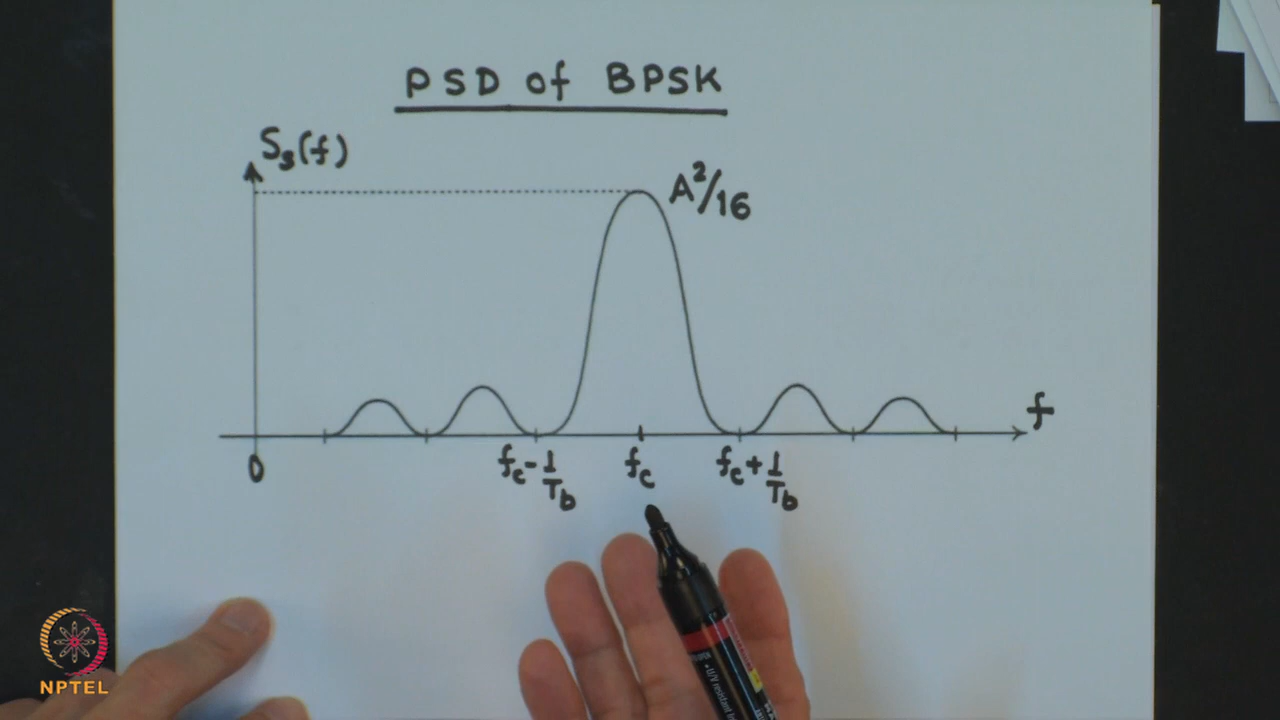 PSD of BPSK
S_s(f)
A²/16
f
0
f_c - 1/T_b
f_c
f_c + 1/T_b
NPTEL